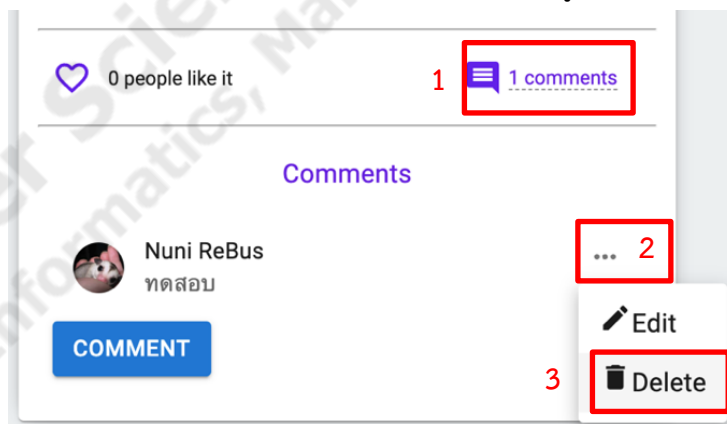 0 people like it
1
1 comments
Comments
Nuni ReBus
... 2
ทดสอบ
Edit
COMMENT
3
Delete